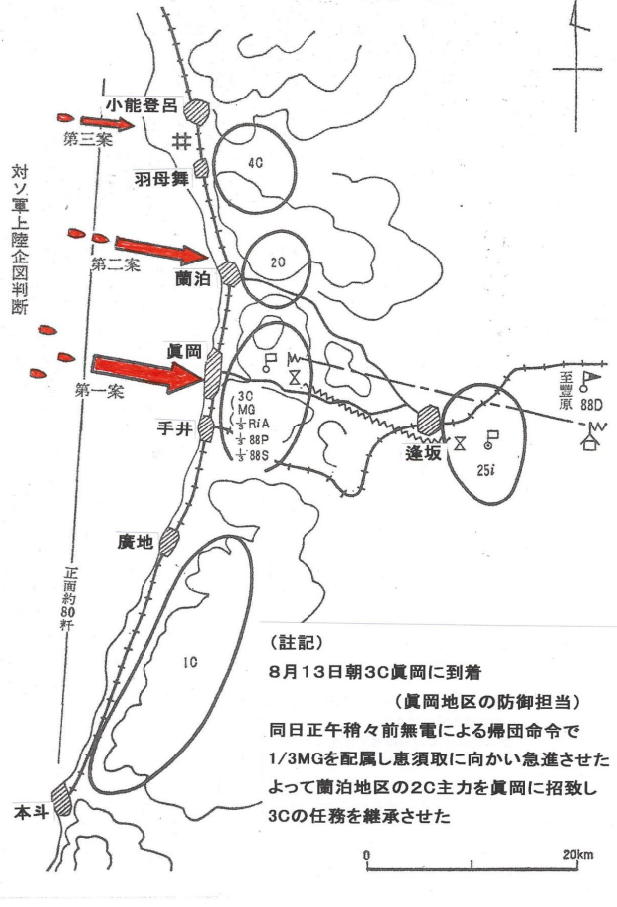 小能登呂
第三案
羽母舞
4C
対ソ軍上陸企図判断
第二案
蘭泊
2C
眞岡
第一案
手井
3C
MG
⅓RiA
⅓88P
⅓88S
至豊原
88D
逢坂
25i
廣地
正面約80粁
1C
本斗
(註記)
8月13日朝3C眞岡に到着
(眞岡地区の防御担当)
同日正午稍々前無電による帰団命令で
1/3MGを配属し恵須取に向かい急進させた
よって蘭泊地区の2C主力を眞岡に招致し
3Cの任務を継承させた
0 20km